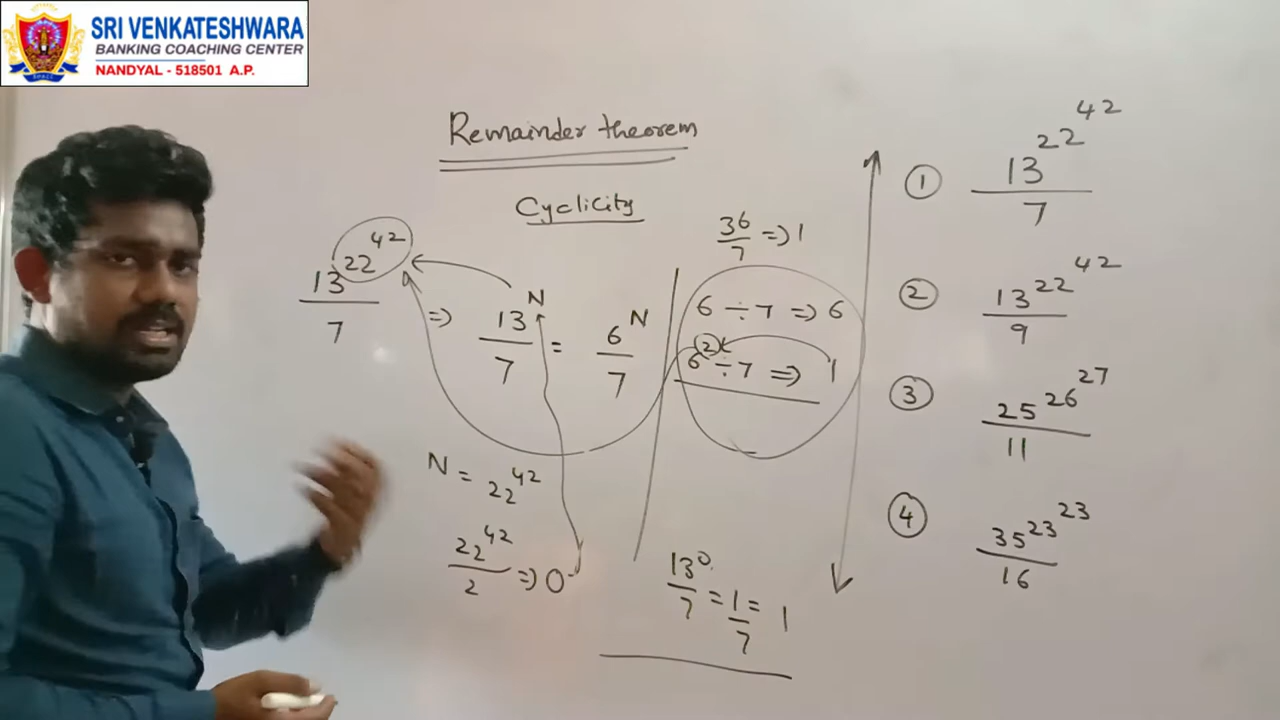 SRI VENKATESHWARA
BANKING COACHING CENTER
NANDYAL - 518501 A.P.
Remainder theorem
Cyclicity
13^22^42 / 7 => 13^N / 7 = 6^N / 7
36/7 => 1
6 ÷ 7 => 6
6^2 ÷ 7 => 1
N = 22^42
22^42 / 2 => 0
13^0 / 7 = 1/7 = 1
① 13^22^42 / 7
② 13^22^42 / 9
③ 25^26^27 / 11
④ 35^23^23 / 16